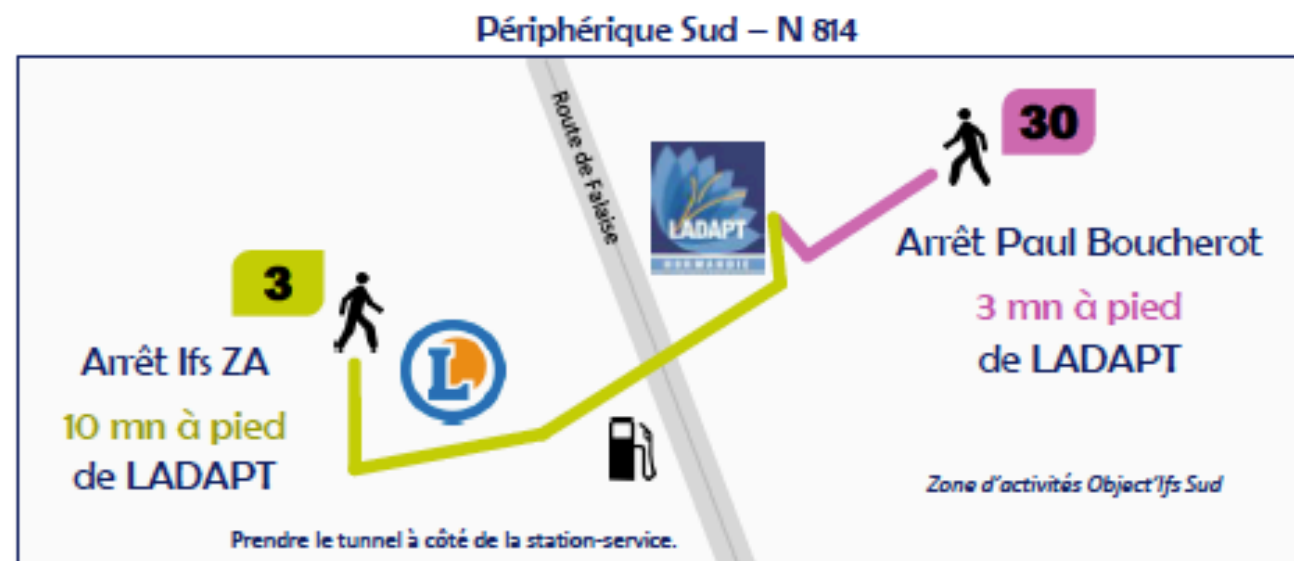 Périphérique Sud – N 814
Route de Falaise
30
LADAPT
NORMANDIE
Arrêt Paul Boucherot
3 mn à pied
de LADAPT
3
Arrêt Ifs ZA
10 mn à pied
de LADAPT
L
Zone d'activités Object'Ifs Sud
Prendre le tunnel à côté de la station-service.